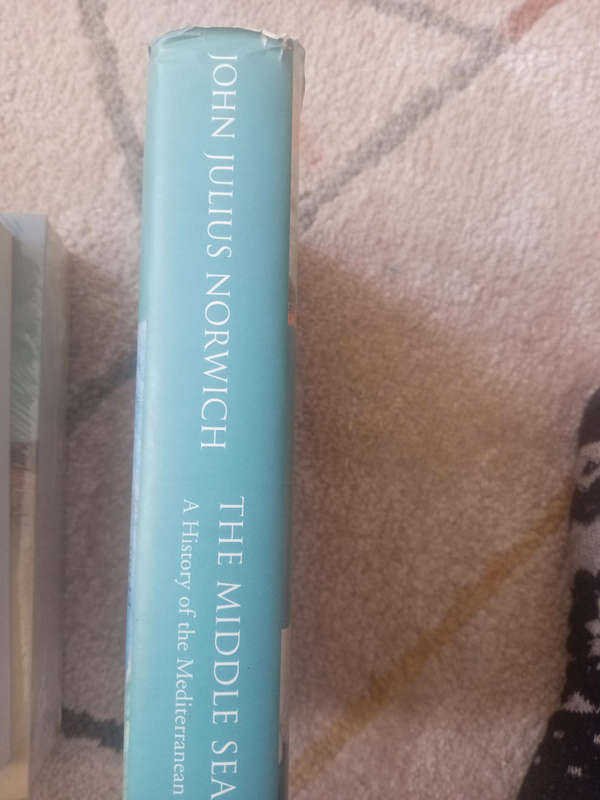 JOHN JULIUS NORWICH
THE MIDDLE SEA
A History of the Mediterranean